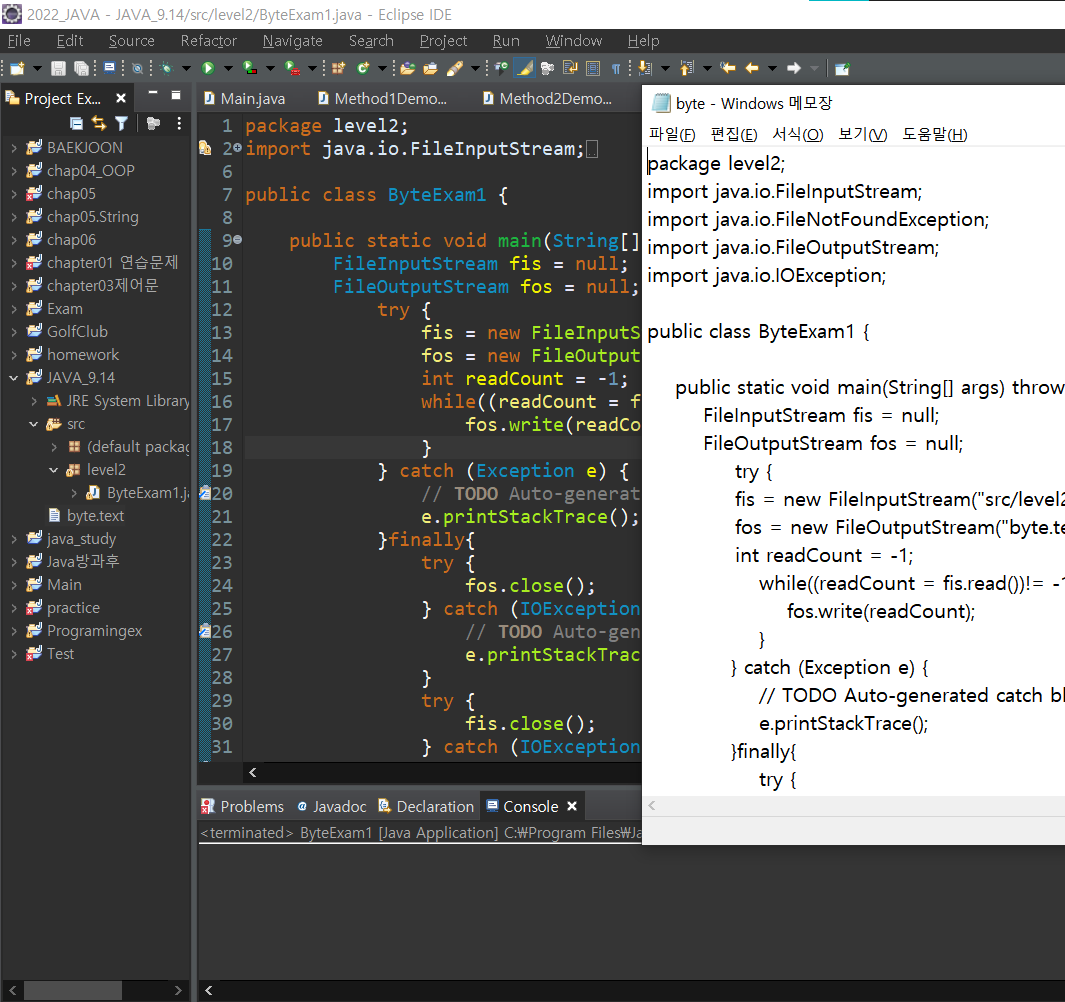 2022_JAVA - JAVA_9.14/src/level2/ByteExam1.java - Eclipse IDE
File Edit Source Refactor Navigate Search Project Run Window Help
Project Ex...
BAEKJOON
chap04_OOP
chap05
chap05.String
chap06
chapter01 연습문제
chapter03제어문
Exam
GolfClub
homework
JAVA_9.14
JRE System Library
src
(default packag
level2
ByteExam1.ja
byte.text
java_study
Java방과후
Main
practice
Programingex
Test
Main.java Method1Demo... Method2Demo...
1 package level2;
2 import java.io.FileInputStream;
6
7 public class ByteExam1 {
8
9 public static void main(String[]
10 FileInputStream fis = null;
11 FileOutputStream fos = null;
12 try {
13 fis = new FileInputS
14 fos = new FileOutput
15 int readCount = -1;
16 while((readCount = f
17 fos.write(readCo
18 }
19 } catch (Exception e) {
20 // TODO Auto-generat
21 e.printStackTrace();
22 }finally{
23 try {
24 fos.close();
25 } catch (IOException
26 // TODO Auto-gen
27 e.printStackTrac
28 }
29 try {
30 fis.close();
31 } catch (IOException
Problems Javadoc Declaration Console
<terminated> ByteExam1 [Java Application] C:₩Program Files₩Ja
byte - Windows 메모장
파일(F) 편집(E) 서식(O) 보기(V) 도움말(H)
package level2;
import java.io.FileInputStream;
import java.io.FileNotFoundException;
import java.io.FileOutputStream;
import java.io.IOException;
public class ByteExam1 {
public static void main(String[] args) throw
FileInputStream fis = null;
FileOutputStream fos = null;
try {
fis = new FileInputStream("src/level2
fos = new FileOutputStream("byte.te
int readCount = -1;
while((readCount = fis.read())!= -1
fos.write(readCount);
}
} catch (Exception e) {
// TODO Auto-generated catch bl
e.printStackTrace();
}finally{
try {